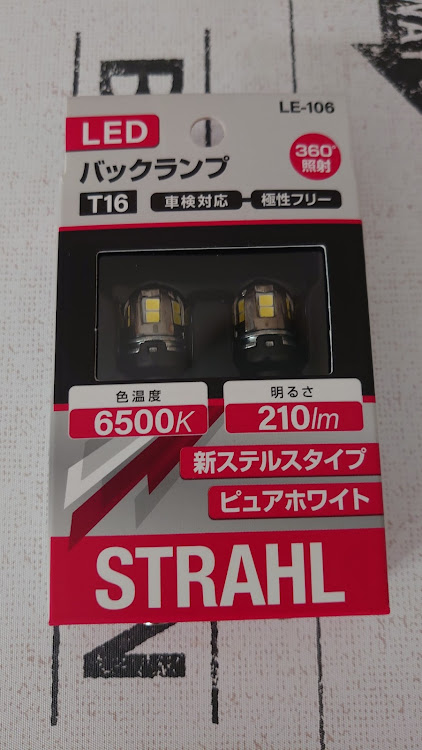 LE-106
LED
バックランプ
360°
照射
T16 車検対応 極性フリー
色温度
6500K
明るさ
210lm
新ステルスタイプ
ピュアホワイト
STRAHL